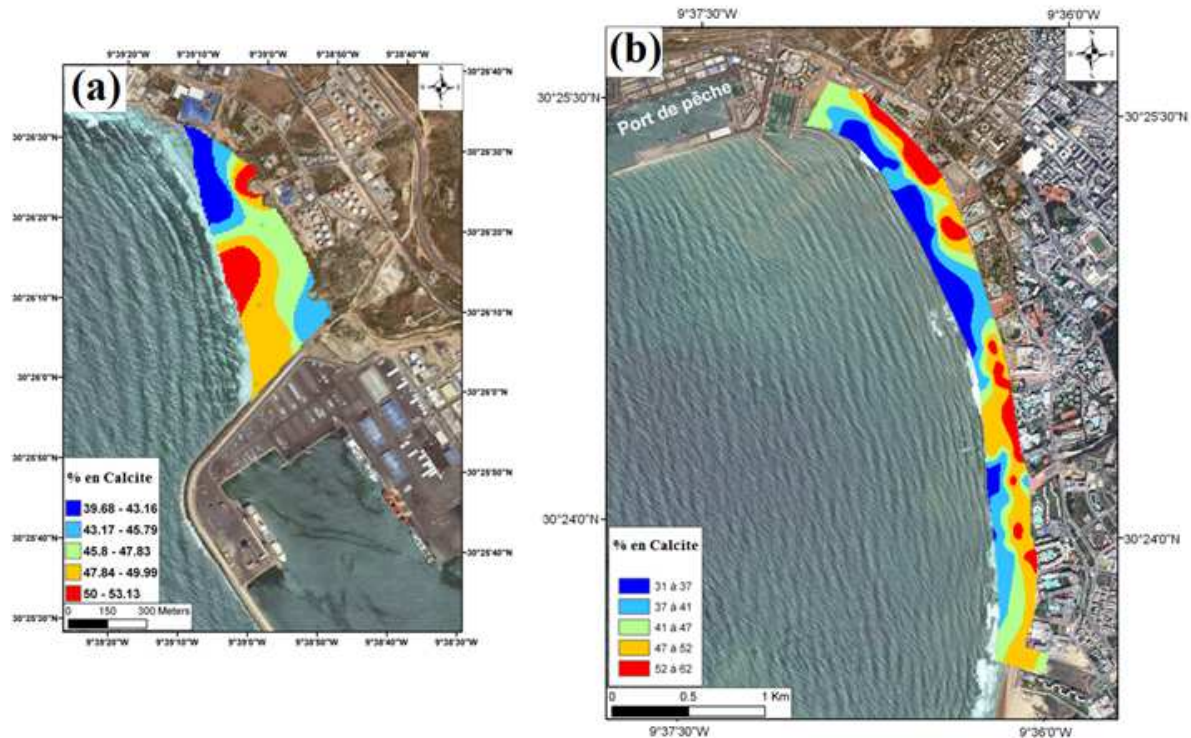 (a)
9°39'20"W 9°39'10"W 9°39'0"W 9°38'50"W 9°38'40"W
30°26'40"N
30°26'40"N
30°26'30"N
30°26'30"N
30°26'20"N
30°26'20"N
30°26'10"N
30°26'10"N
30°26'0"N
30°26'0"N
30°25'50"N
30°25'50"N
30°25'40"N
30°25'40"N
30°25'30"N
% en Calcite
39.68 - 43.16
43.17 - 45.79
45.8 - 47.83
47.84 - 49.99
50 - 53.13
0 150 300 Meters
9°39'20"W 9°39'10"W 9°39'0"W 9°38'50"W 9°38'40"W 9°38'30"W
(b)
9°37'30"W 9°36'0"W
Port de pêche
30°25'30"N
30°25'30"N
30°24'0"N
30°24'0"N
% en Calcite
31 à 37
37 à 41
41 à 47
47 à 52
52 à 62
0 0.5 1 Km
9°37'30"W 9°36'0"W